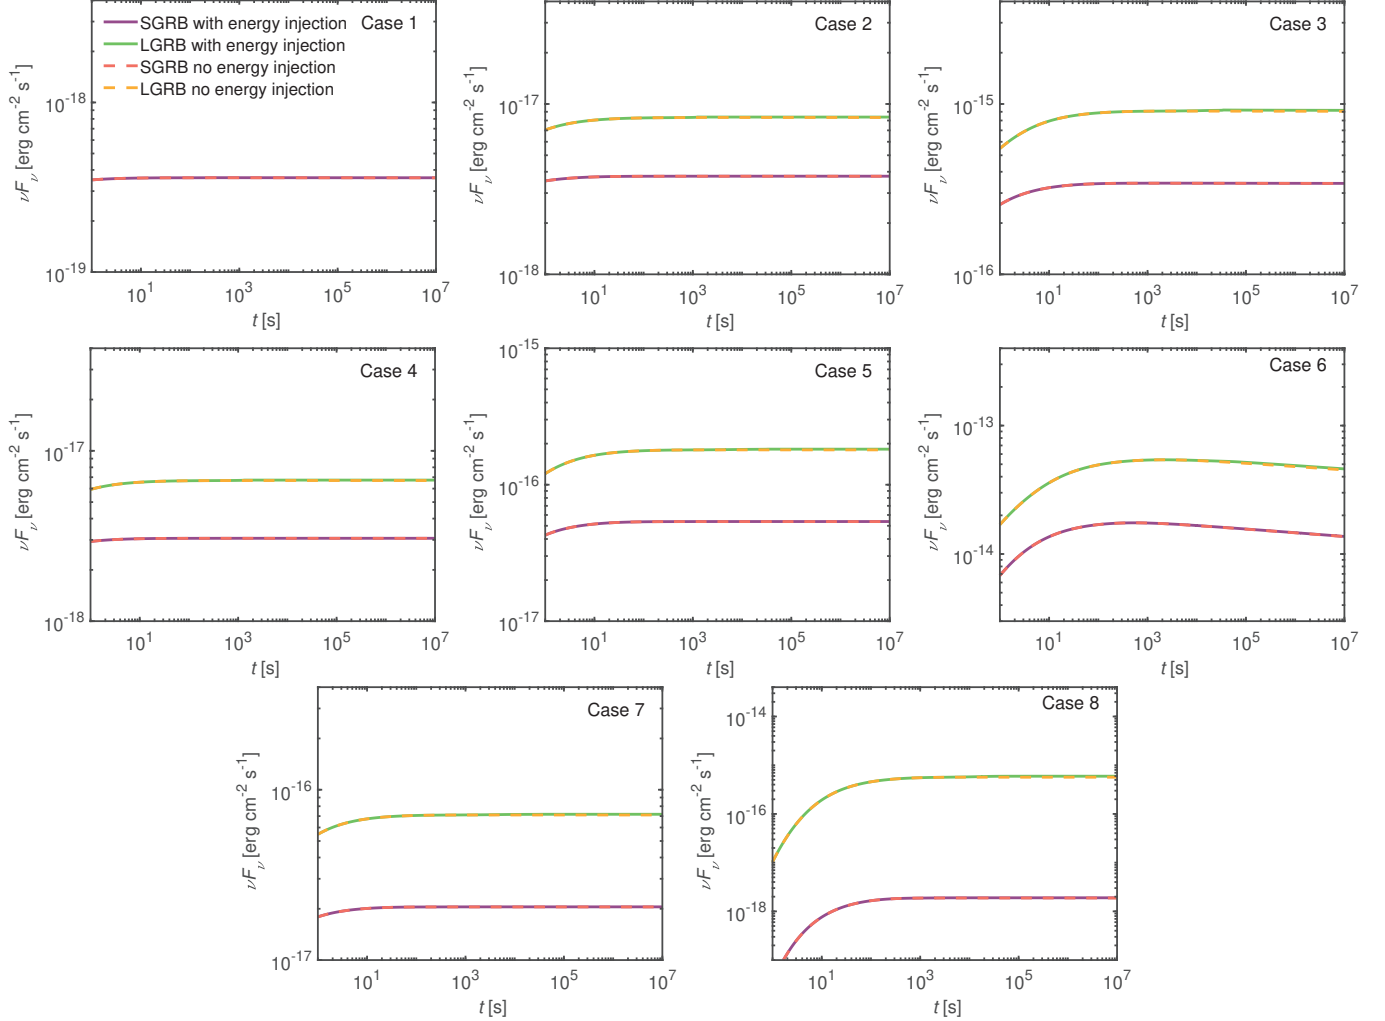 SGRB with energy injection
LGRB with energy injection
SGRB no energy injection
LGRB no energy injection
Case 1
10^-18
10^-19
νF_ν [erg cm^-2 s^-1]
10^1 10^3 10^5 10^7
t [s]
Case 2
10^-17
10^-18
νF_ν [erg cm^-2 s^-1]
10^1 10^3 10^5 10^7
t [s]
Case 3
10^-15
10^-16
νF_ν [erg cm^-2 s^-1]
10^1 10^3 10^5 10^7
t [s]
Case 4
10^-17
10^-18
νF_ν [erg cm^-2 s^-1]
10^1 10^3 10^5 10^7
t [s]
Case 5
10^-15
10^-16
10^-17
νF_ν [erg cm^-2 s^-1]
10^1 10^3 10^5 10^7
t [s]
Case 6
10^-13
10^-14
νF_ν [erg cm^-2 s^-1]
10^1 10^3 10^5 10^7
t [s]
Case 7
10^-16
10^-17
νF_ν [erg cm^-2 s^-1]
10^1 10^3 10^5 10^7
t [s]
Case 8
10^-14
10^-16
10^-18
νF_ν [erg cm^-2 s^-1]
10^1 10^3 10^5 10^7
t [s]